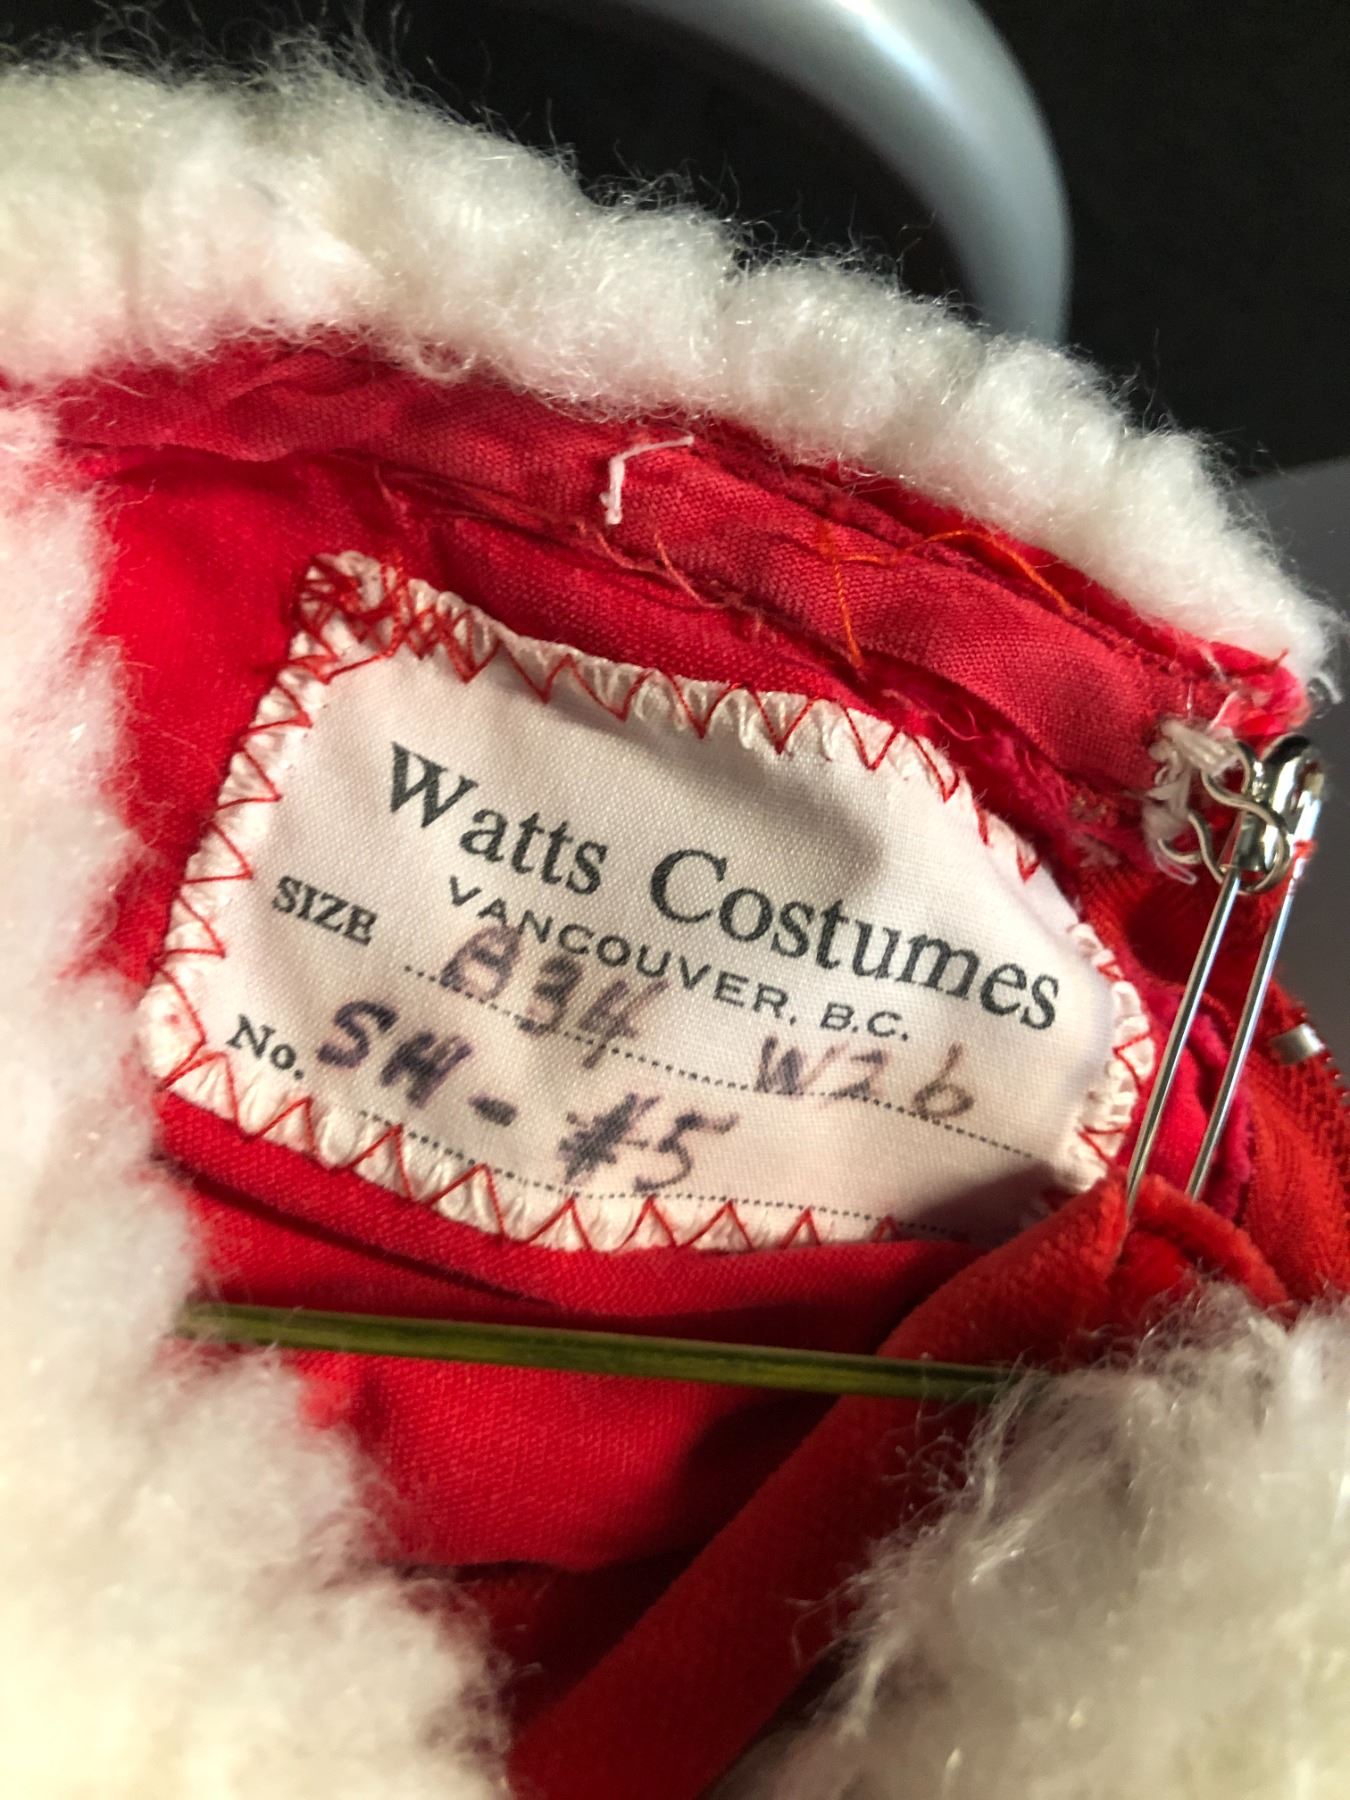 Watts Costumes
VANCOUVER, B.C.
SIZE B34 W26
No. SH-#5